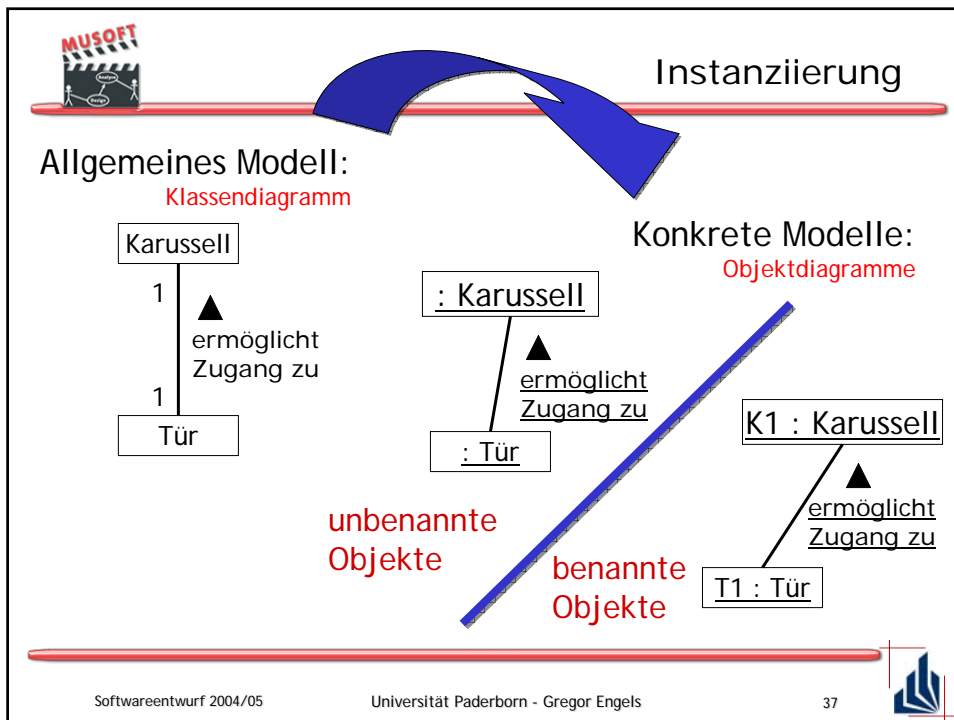 MUSOFT
Analyse
Design
Instanziierung
Allgemeines Modell:
Klassendiagramm
Karussell
1
ermöglicht
Zugang zu
1
Tür
Konkrete Modelle:
Objektdiagramme
: Karussell
ermöglicht
Zugang zu
: Tür
unbenannte
Objekte
benannte
Objekte
K1 : Karussell
ermöglicht
Zugang zu
T1 : Tür
Softwareentwurf 2004/05
Universität Paderborn - Gregor Engels
37